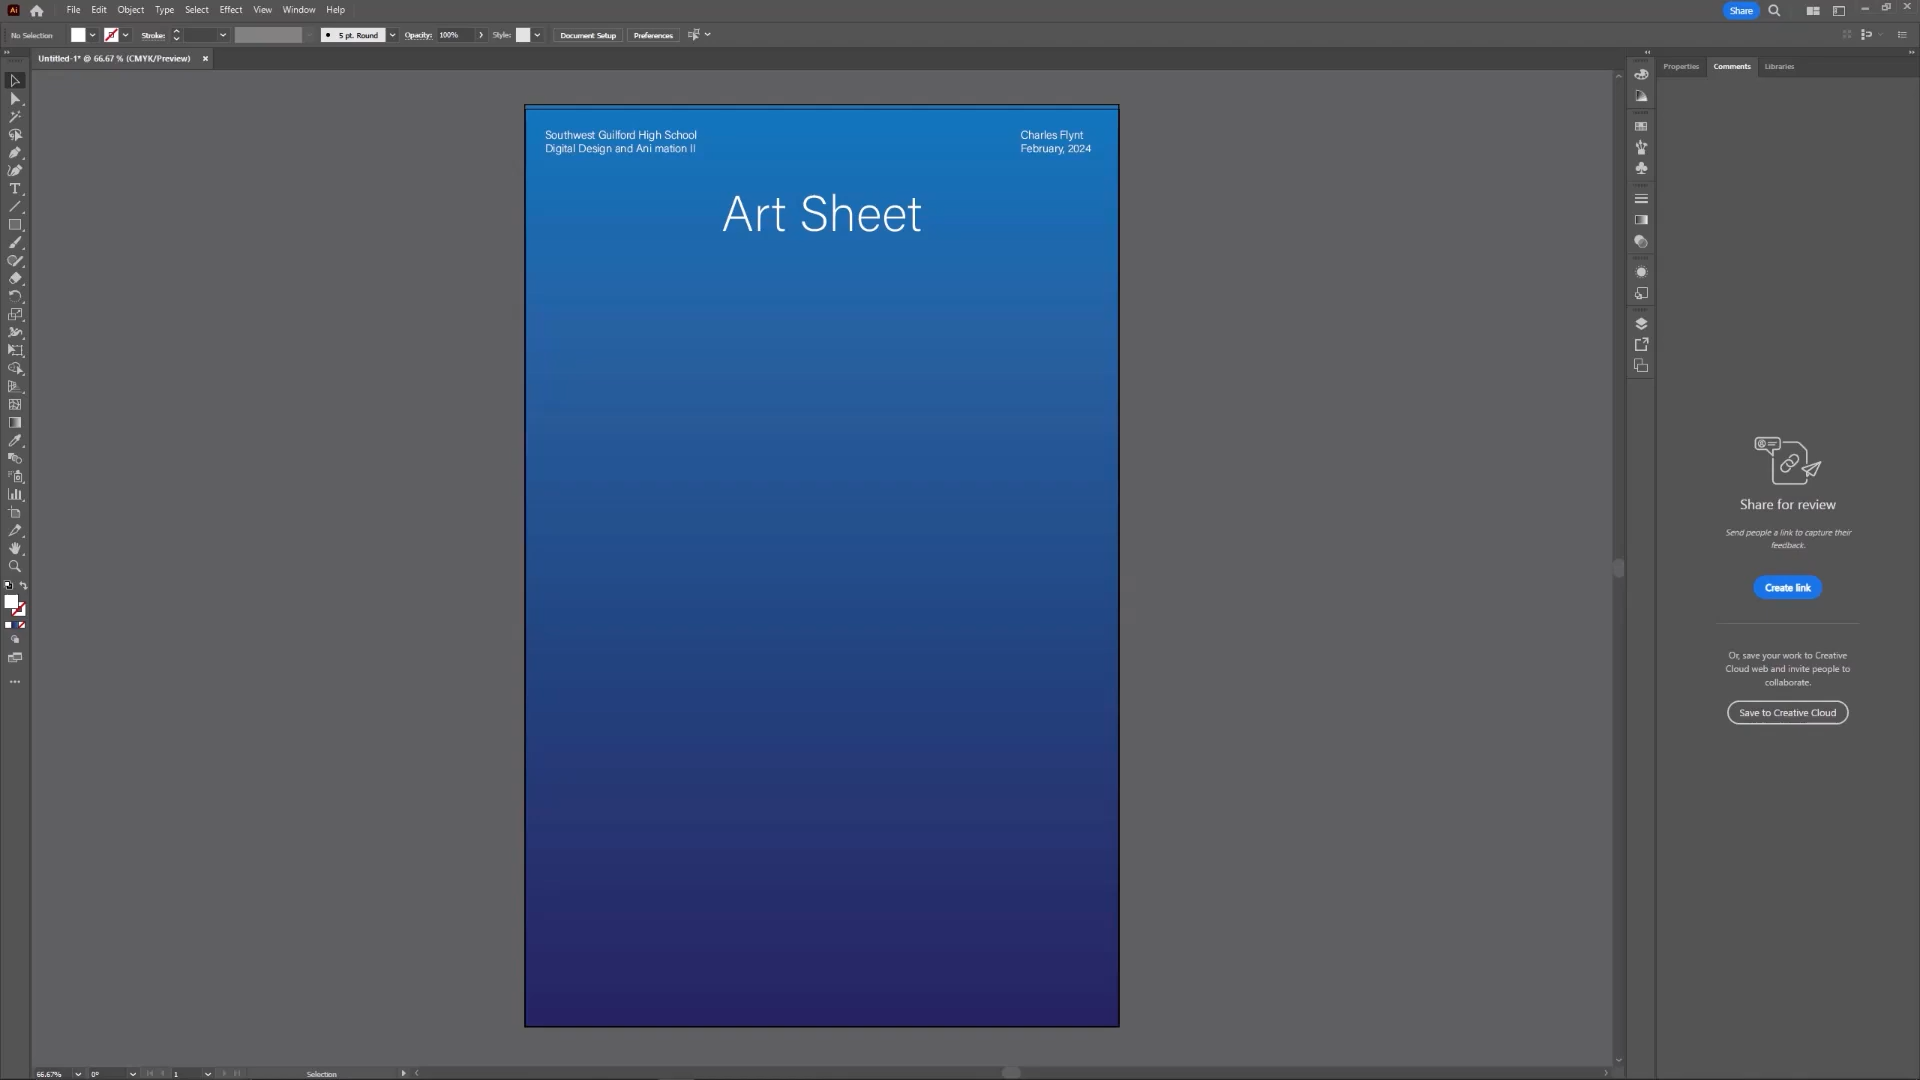 Ai File Edit Object Type Select Effect View Window Help Share
No Selection Stroke: 5 pt. Round Opacity: 100% Style: Document Setup Preferences
Untitled-1* @ 66.67 % (CMYK/Preview)
Properties Comments Libraries
Southwest Guilford High School
Digital Design and Ani mation II
Charles Flynt
February, 2024
Art Sheet
Share for review
Send people a link to capture their
feedback.
Create link
Or, save your work to Creative
Cloud web and invite people to
collaborate.
Save to Creative Cloud
66.67% 0° 1 Selection